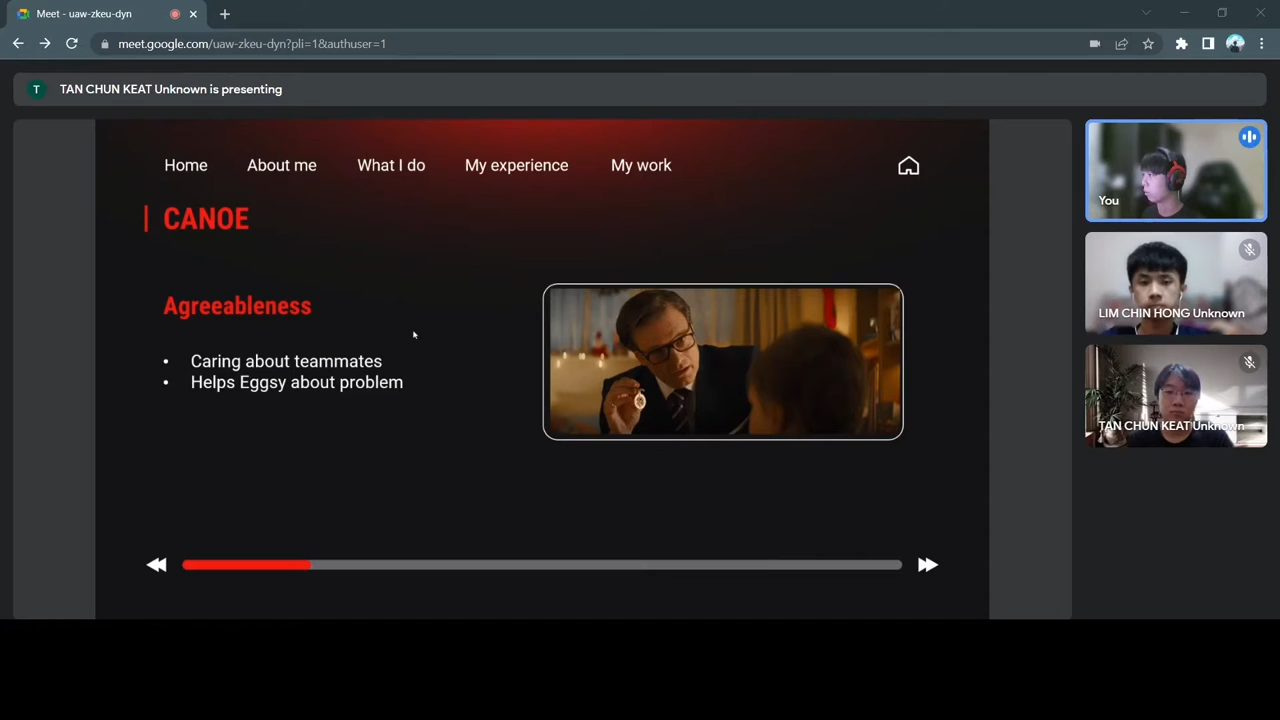 Meet - uaw-zkeu-dyn
meet.google.com/uaw-zkeu-dyn?pli=1&authuser=1
T TAN CHUN KEAT Unknown is presenting
Home About me What I do My experience My work
CANOE
Agreeableness
• Caring about teammates
• Helps Eggsy about problem
You
LIM CHIN HONG Unknown
TAN CHUN KEAT Unknown